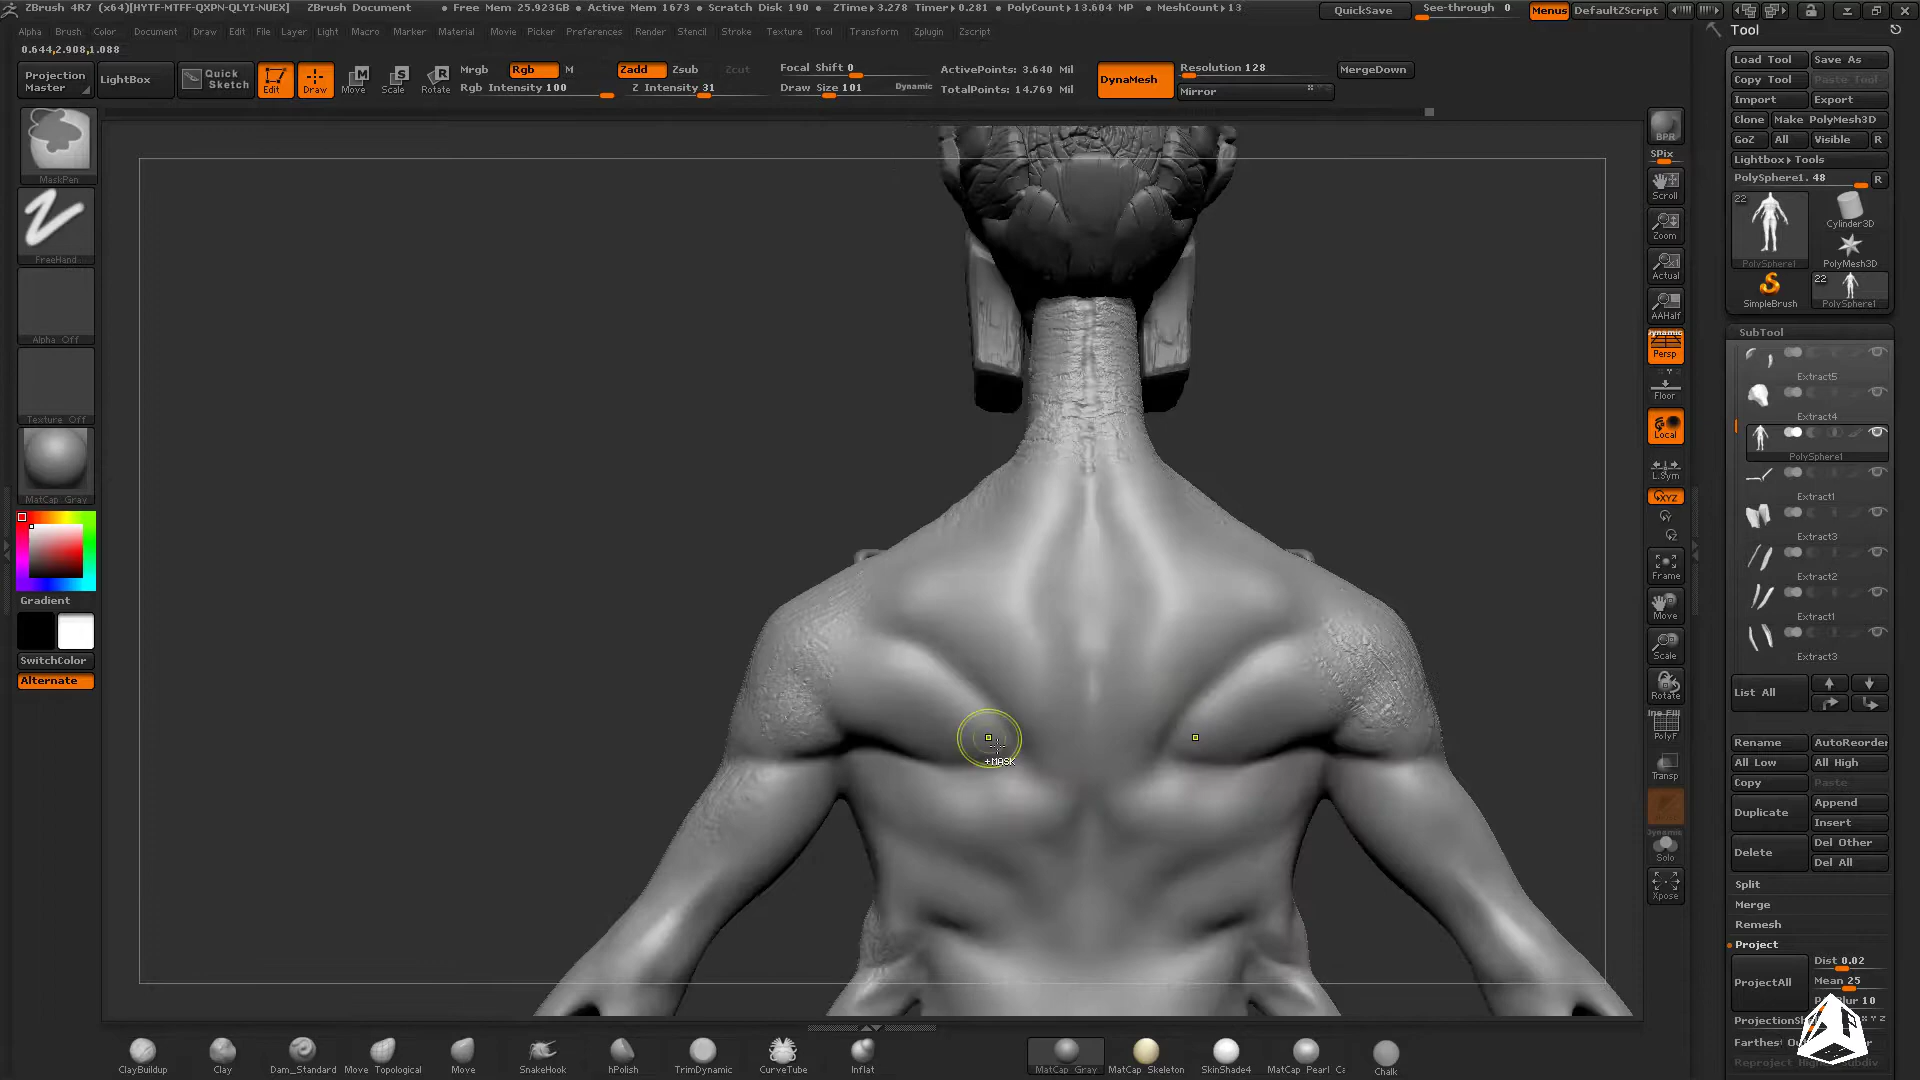 ZBrush 4R7 (x64)[HYTF-MTFF-QXPN-QLYI-NUEX] ZBrush Document • Free Mem 25.923GB • Active Mem 1673 • Scratch Disk 190 • ZTime▸3.278 Timer▸0.281 • PolyCount▸13.604 MP • MeshCount▸13 QuickSave See-through 0 Menus DefaultZScript
Alpha Brush Color Document Draw Edit File Layer Light Macro Marker Material Movie Picker Preferences Render Stencil Stroke Texture Tool Transform Zplugin Zscript
0.644,2.908,1.088
Projection Master
LightBox
Quick Sketch
Edit Draw Move Scale Rotate
Mrgb Rgb M
Rgb Intensity 100
Zadd Zsub Zcut
Z Intensity 31
Focal Shift 0
Draw Size 101 Dynamic
ActivePoints: 3.640 Mil
TotalPoints: 14.769 Mil
DynaMesh
Resolution 128
Mirror
MergeDown
MaskPen
FreeHand
Alpha Off
Texture Off
MatCap Gray
Gradient
SwitchColor
Alternate
+MASK
BPR
SPix
Scroll
Zoom
Actual
AAHalf
Dynamic
Persp
Floor
Local
L.Sym
XYZ
Frame
Move
Scale
Rotate
PolyF
Transp
Dynamic
Solo
Xpose
Tool
Load Tool Save As
Copy Tool Paste Tool
Import Export
Clone Make PolyMesh3D
GoZ All Visible R
Lightbox▸Tools
PolySphere1. 48 R
22
PolySphere1
Cylinder3D
PolyMesh3D
SimpleBrush
22
PolySphere1
SubTool
Extract5
Extract4
PolySphere1
Extract1
Extract3
Extract2
Extract1
Extract3
List All
Rename AutoReorder
All Low All High
Copy Paste
Duplicate Append
Insert
Delete Del Other
Del All
Split
Merge
Remesh
Project
ProjectAll Dist 0.02
Mean 25
Blur 10
Farthest
ClayBuildup Clay Dam_Standard Move Topological Move SnakeHook hPolish TrimDynamic CurveTube Inflat MatCap Gray MatCap Skeleton SkinShade4 MatCap Pearl Ca Chalk